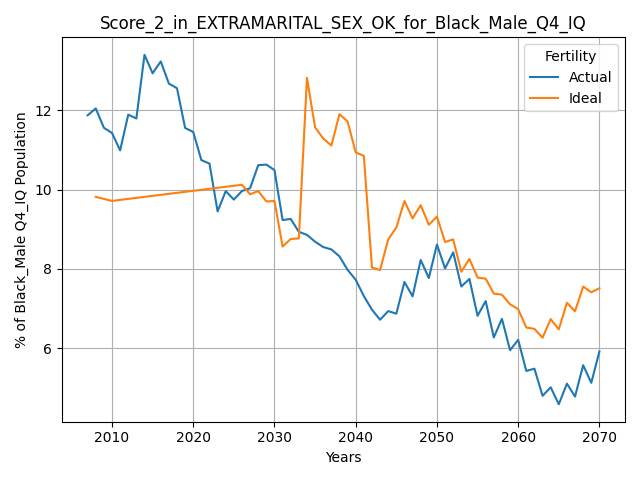 Score_2_in_EXTRAMARITAL_SEX_OK_for_Black_Male_Q4_IQ
Fertility
Actual
Ideal
% of Black_Male Q4_IQ Population
12
10
8
6
2010 2020 2030 2040 2050 2060 2070
Years